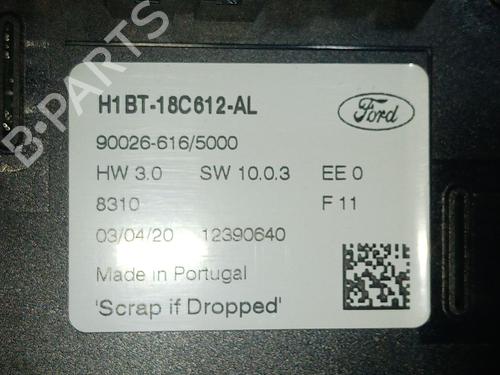 H1BT-18C612-AL
Ford
90026-616/5000
HW 3.0 SW 10.0.3 EE 0
8310 F 11
03/04/20 12390640
Made in Portugal
'Scrap if Dropped'
B-PARTS